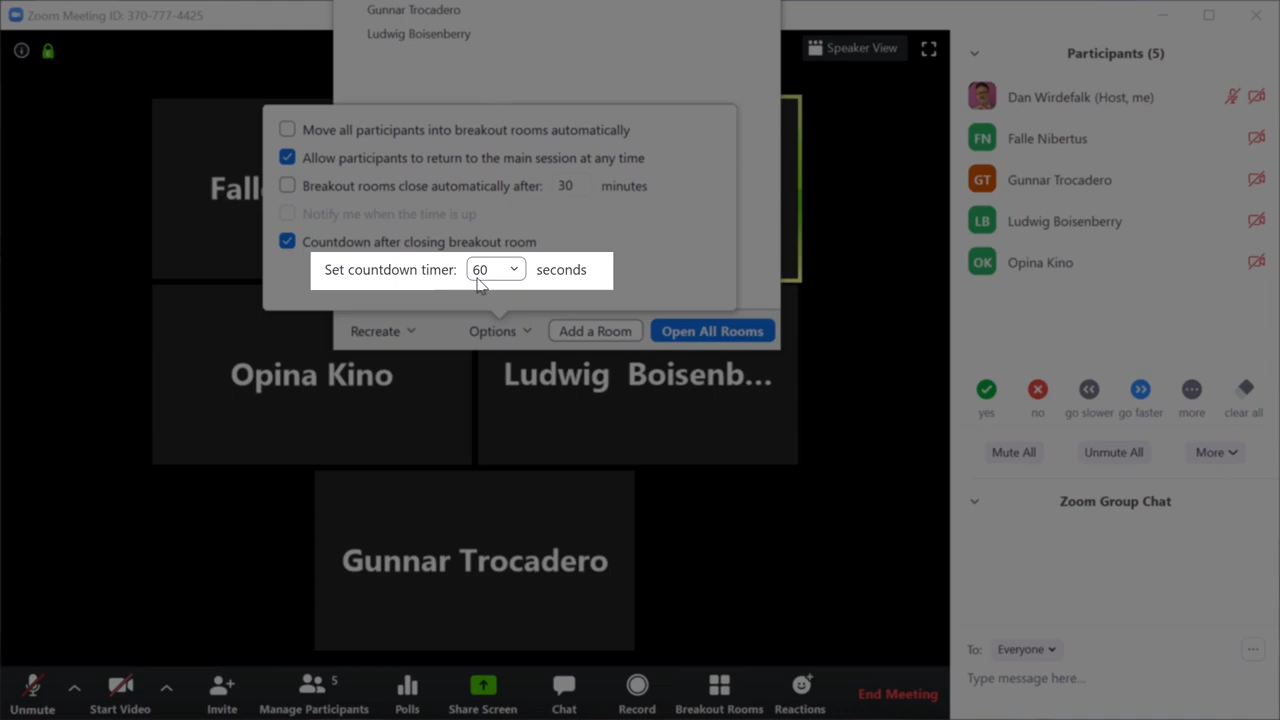 Zoom Meeting ID: 370-777-4425
Gunnar Trocadero
Ludwig Boisenberry
Speaker View
Move all participants into breakout rooms automatically
Allow participants to return to the main session at any time
Breakout rooms close automatically after: 30 minutes
Notify me when the time is up
Countdown after closing breakout room
Set countdown timer: 60 seconds
Recreate
Options
Add a Room
Open All Rooms
Fall
Opina Kino
Ludwig Boisenb...
Gunnar Trocadero
Participants (5)
Dan Wirdefalk (Host, me)
FN Falle Nibertus
GT Gunnar Trocadero
LB Ludwig Boisenberry
OK Opina Kino
yes no go slower go faster more clear all
Mute All Unmute All More
Zoom Group Chat
To: Everyone
Type message here...
Unmute Start Video Invite Manage Participants 5 Polls Share Screen Chat Record Breakout Rooms Reactions End Meeting